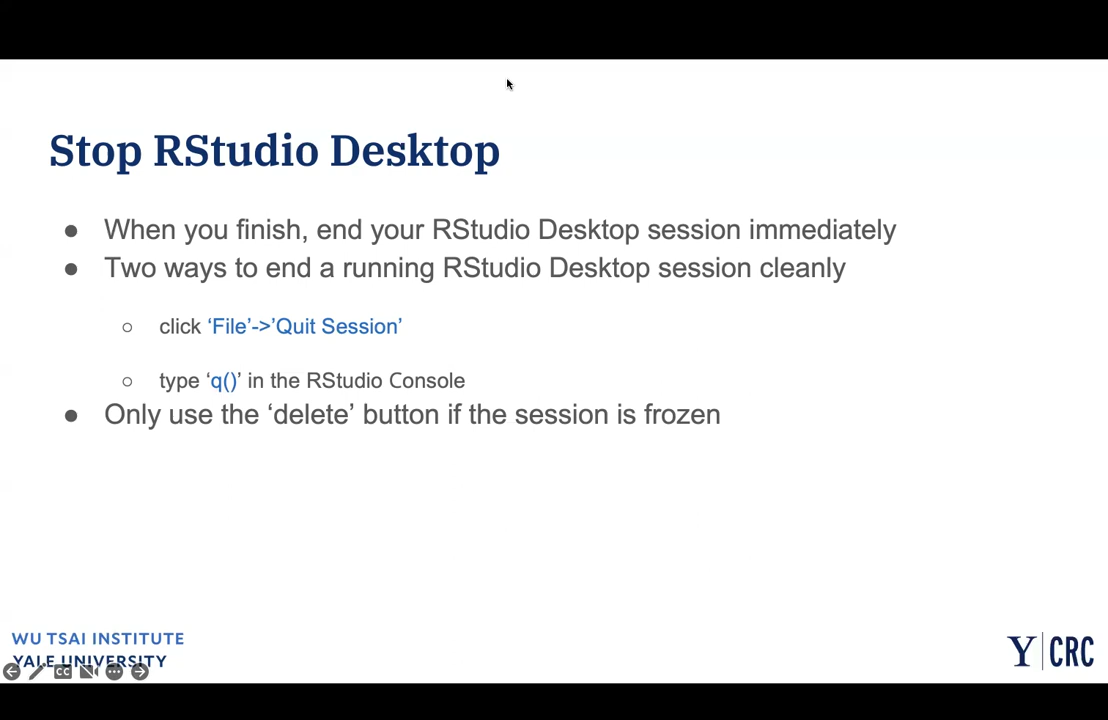 Stop RStudio Desktop
● When you finish, end your RStudio Desktop session immediately
● Two ways to end a running RStudio Desktop session cleanly
○ click ‘File’->’Quit Session’
○ type ‘q()’ in the RStudio Console
● Only use the ‘delete’ button if the session is frozen
WU TSAI INSTITUTE
YALE UNIVERSITY
CC
Y | CRC